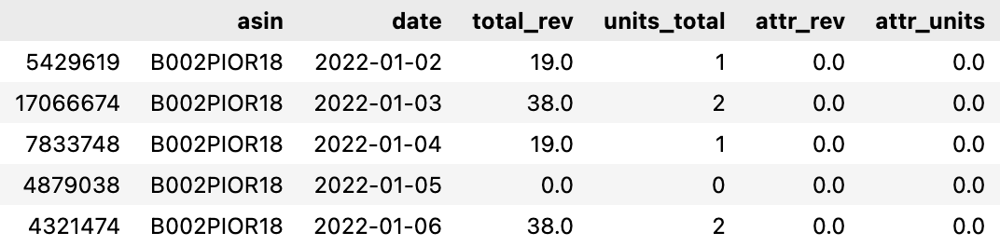 asin date total_rev units_total attr_rev attr_units
5429619 B002PIOR18 2022-01-02 19.0 1 0.0 0.0
17066674 B002PIOR18 2022-01-03 38.0 2 0.0 0.0
7833748 B002PIOR18 2022-01-04 19.0 1 0.0 0.0
4879038 B002PIOR18 2022-01-05 0.0 0 0.0 0.0
4321474 B002PIOR18 2022-01-06 38.0 2 0.0 0.0